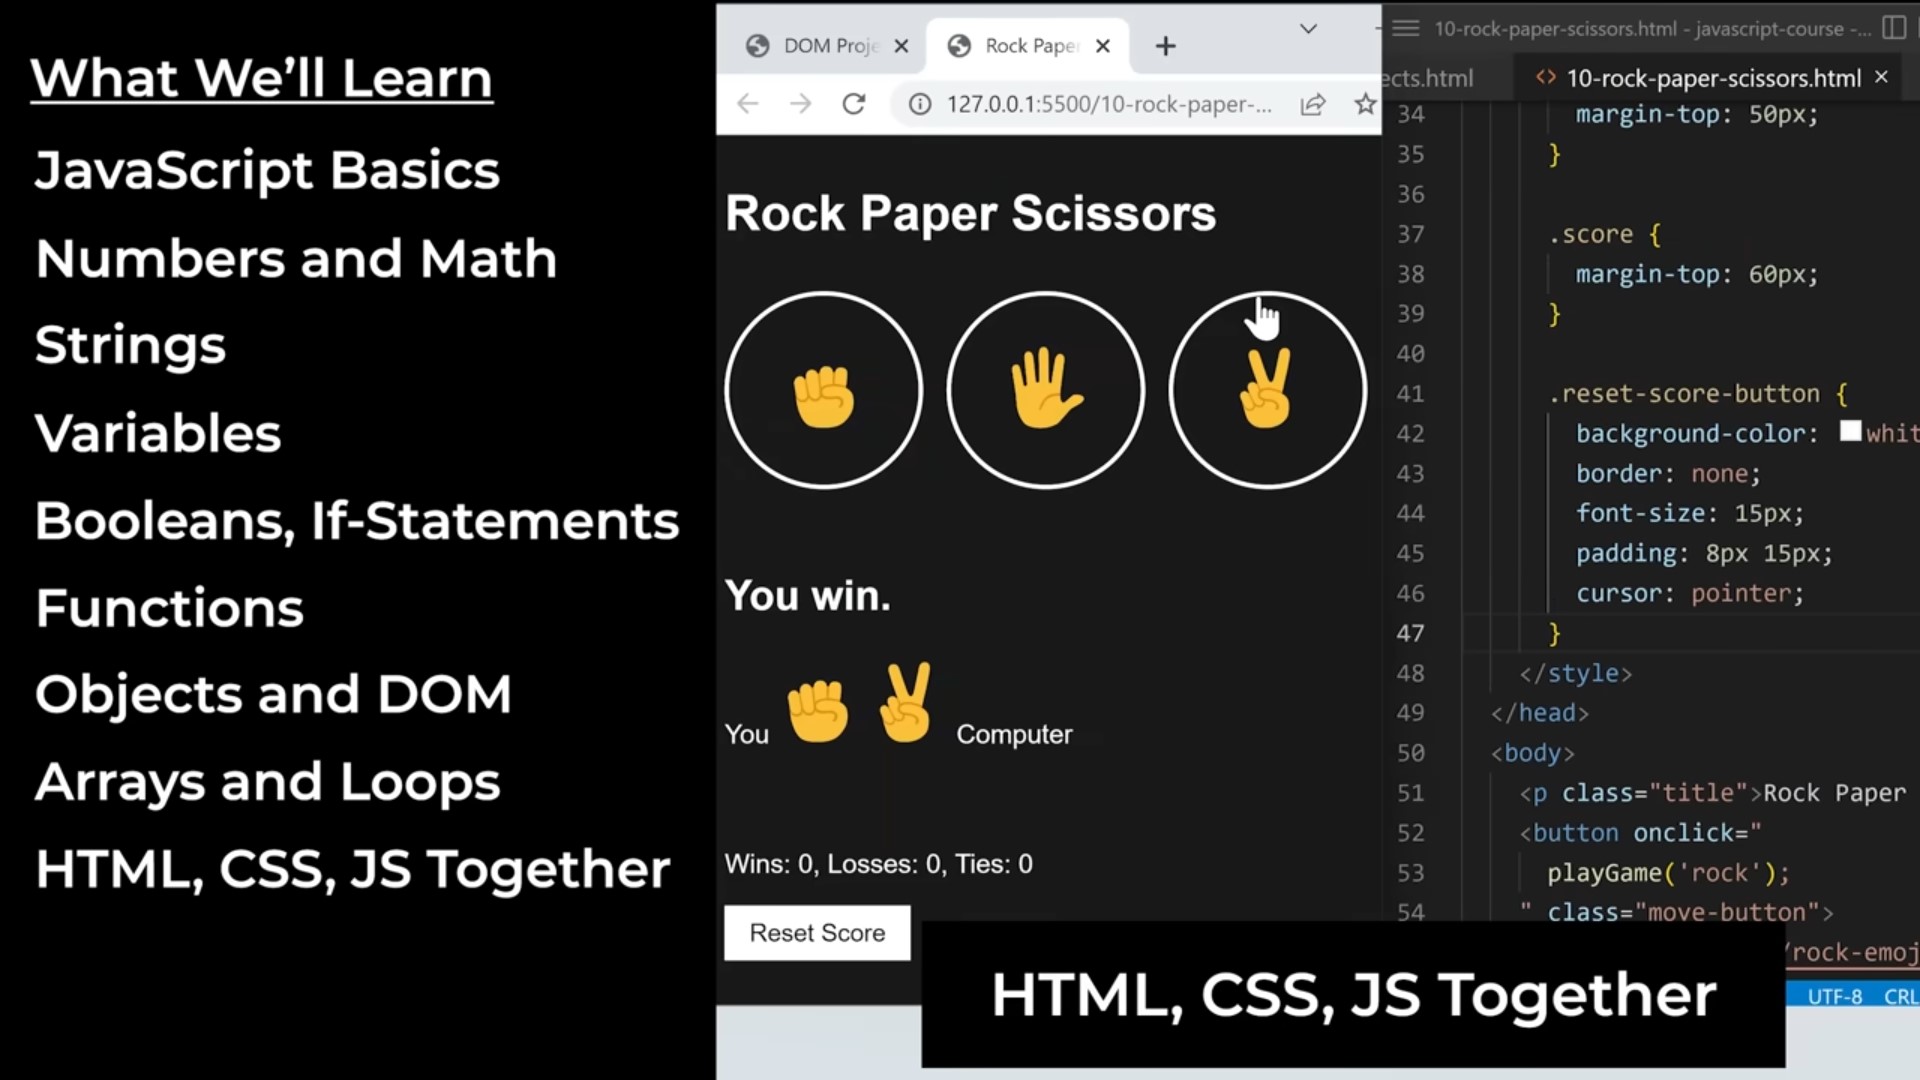 What We'll Learn
JavaScript Basics
Numbers and Math
Strings
Variables
Booleans, If-Statements
Functions
Objects and DOM
Arrays and Loops
HTML, CSS, JS Together
DOM Proje
Rock Paper
127.0.0.1:5500/10-rock-paper-...
Rock Paper Scissors
You win.
You Computer
Wins: 0, Losses: 0, Ties: 0
Reset Score
10-rock-paper-scissors.html - javascript-course -...
ects.html
10-rock-paper-scissors.html
34 margin-top: 50px;
35 }
36
37 .score {
38 margin-top: 60px;
39 }
40
41 .reset-score-button {
42 background-color: whit
43 border: none;
44 font-size: 15px;
45 padding: 8px 15px;
46 cursor: pointer;
47 }
48 </style>
49 </head>
50 <body>
51 <p class="title">Rock Paper
52 <button onclick="
53 playGame('rock');
54 " class="move-button">
/rock-emoj
UTF-8 CRL
HTML, CSS, JS Together